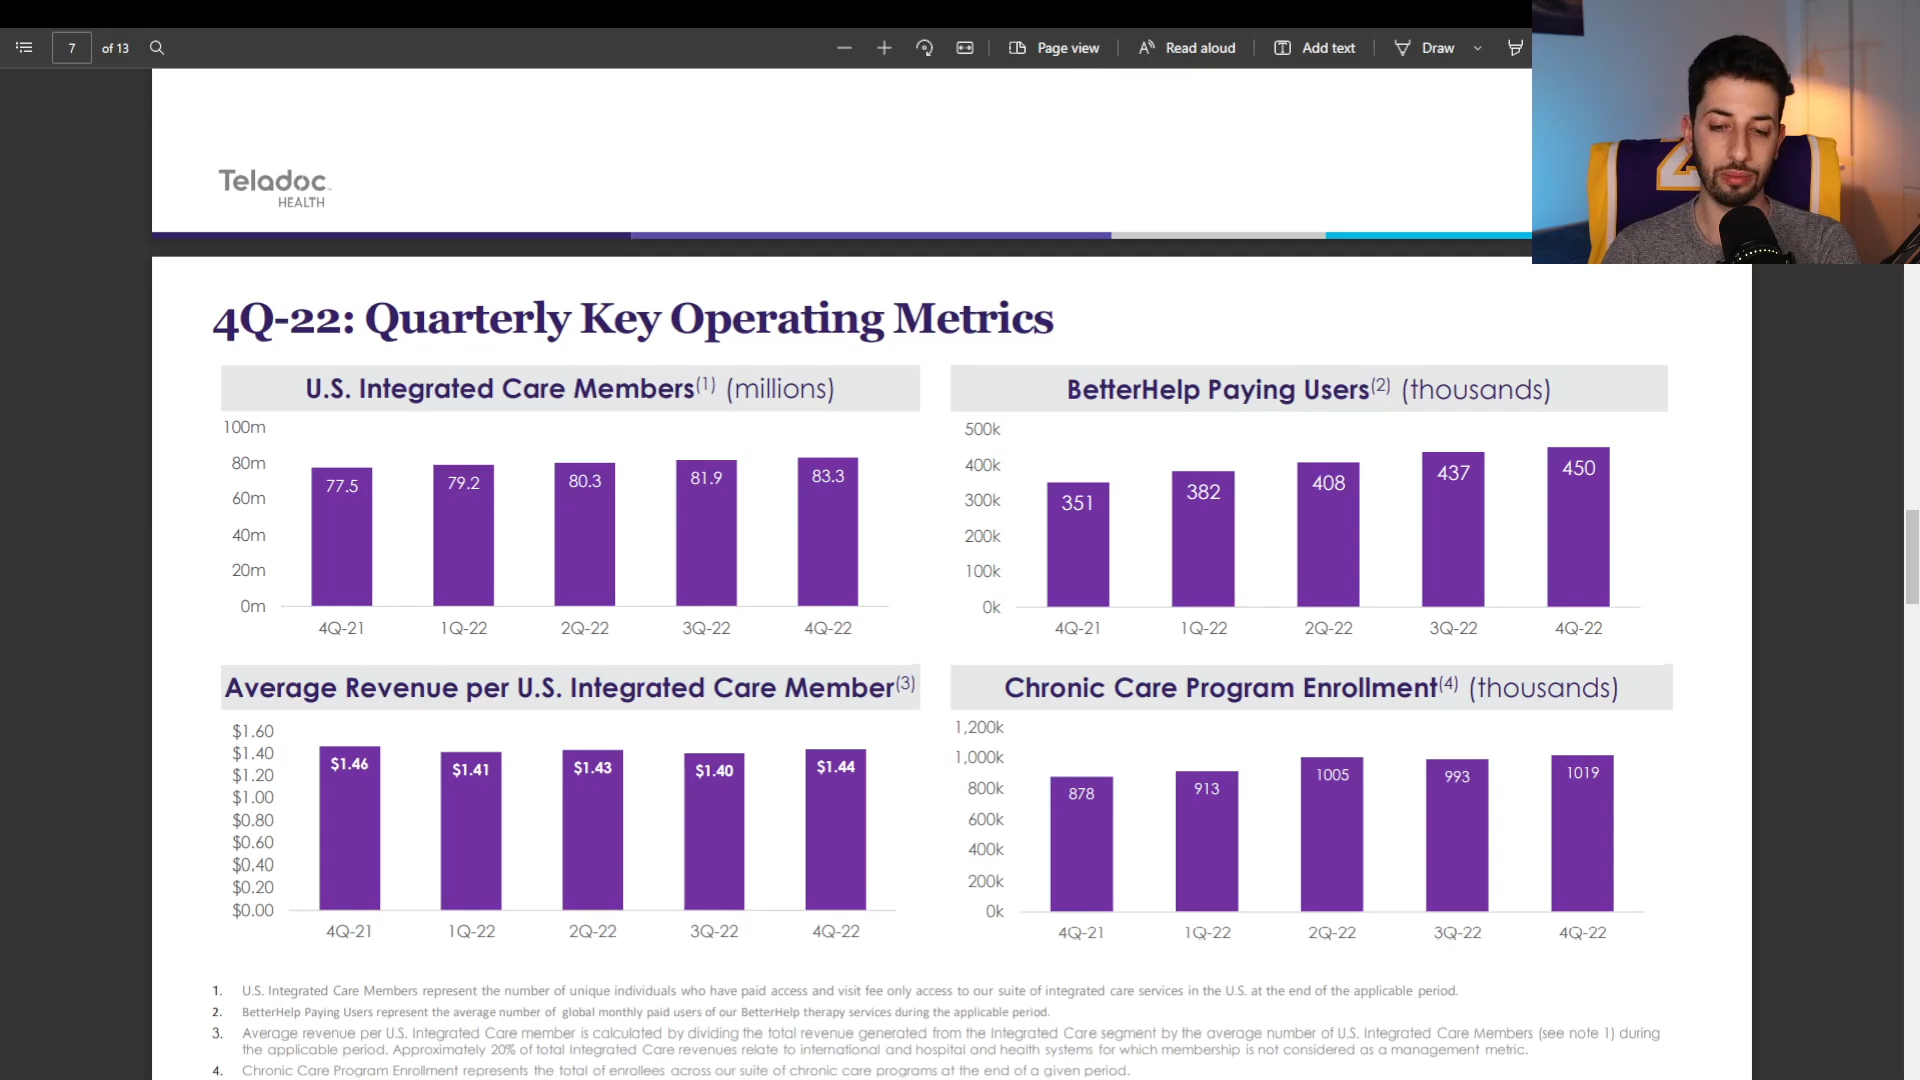 7 of 13 Page view Read aloud Add text Draw
Teladoc
HEALTH
4Q-22: Quarterly Key Operating Metrics
U.S. Integrated Care Members(1) (millions)
100m
80m
60m
40m
20m
0m
77.5 79.2 80.3 81.9 83.3
4Q-21 1Q-22 2Q-22 3Q-22 4Q-22
BetterHelp Paying Users(2) (thousands)
500k
400k
300k
200k
100k
0k
351 382 408 437 450
4Q-21 1Q-22 2Q-22 3Q-22 4Q-22
Average Revenue per U.S. Integrated Care Member(3)
$1.60
$1.40
$1.20
$1.00
$0.80
$0.60
$0.40
$0.20
$0.00
$1.46 $1.41 $1.43 $1.40 $1.44
4Q-21 1Q-22 2Q-22 3Q-22 4Q-22
Chronic Care Program Enrollment(4) (thousands)
1,200k
1,000k
800k
600k
400k
200k
0k
878 913 1005 993 1019
4Q-21 1Q-22 2Q-22 3Q-22 4Q-22
1. U.S. Integrated Care Members represent the number of unique individuals who have paid access and visit fee only access to our suite of integrated care services in the U.S. at the end of the applicable period.
2. BetterHelp Paying Users represent the average number of global monthly paid users of our BetterHelp therapy services during the applicable period.
3. Average revenue per U.S. Integrated Care member is calculated by dividing the total revenue generated from the Integrated Care segment by the average number of U.S. Integrated Care Members (see note 1) during
the applicable period. Approximately 20% of total Integrated Care revenues relate to international and hospital and health systems for which membership is not considered as a management metric.
4. Chronic Care Program Enrollment represents the total of enrollees across our suite of chronic care programs at the end of a given period.